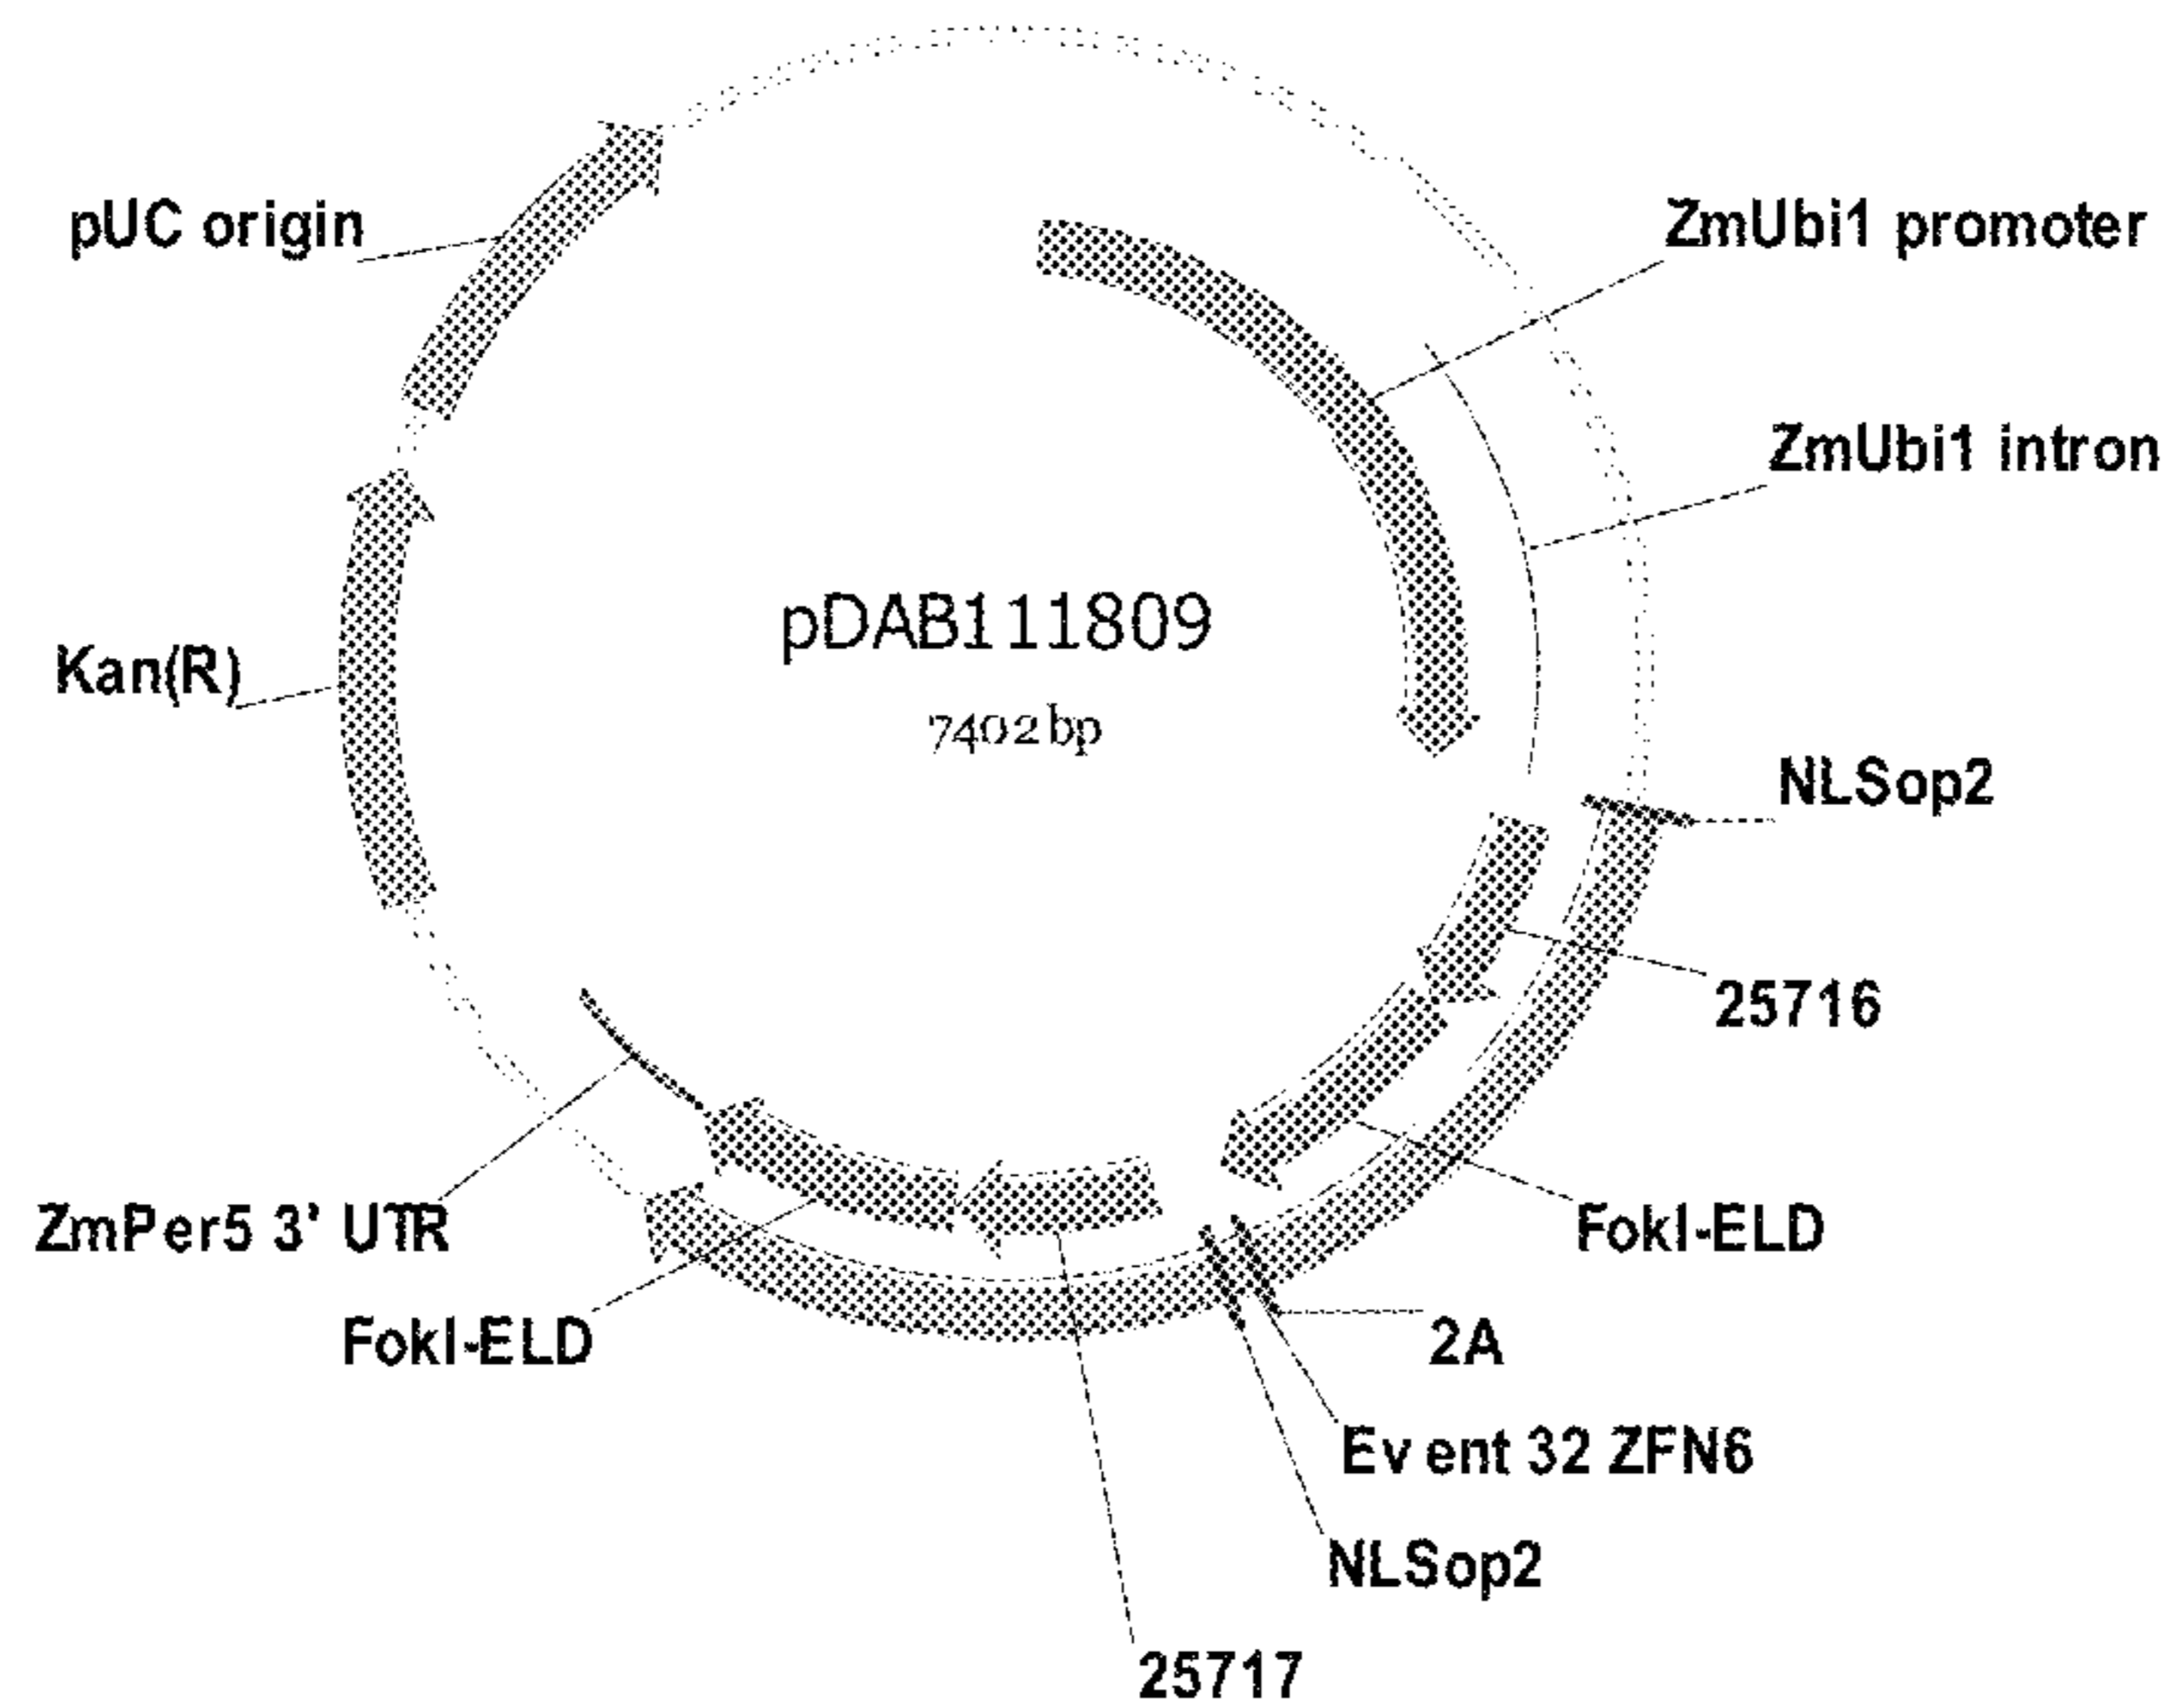 pUC origin
ZmUbi1 promoter
ZmUbi1 intron
pDAB111809
Kan(R)
7402 bp
NLSop2
25716
ZmPer5 3' UTR
FokI-ELD
FokI-ELD
2A
Event 32 ZFN6
NLSop2
25717